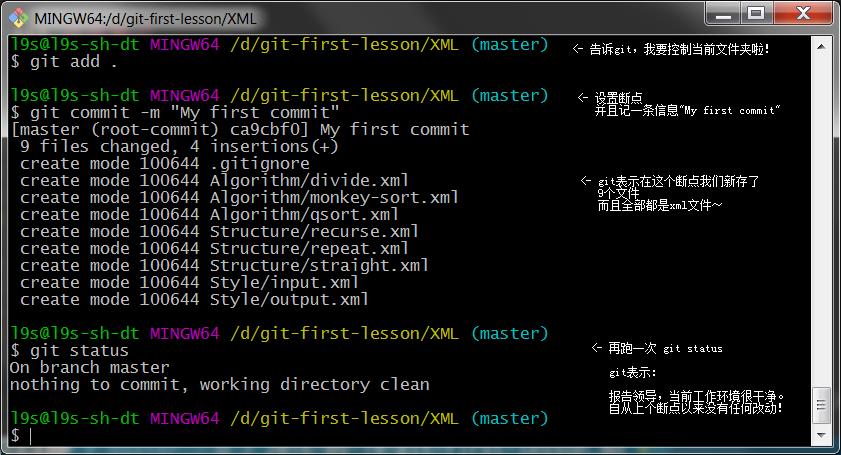 MINGW64:/d/git-first-lesson/XML
l9s@l9s-sh-dt MINGW64 /d/git-first-lesson/XML (master)
<- 告诉git，我要控制当前文件夹啦!
$ git add .
l9s@l9s-sh-dt MINGW64 /d/git-first-lesson/XML (master)
<- 设置断点
$ git commit -m "My first commit"
并且记一条信息"My first commit"
[master (root-commit) ca9cbf0] My first commit
9 files changed, 4 insertions(+)
create mode 100644 .gitignore
create mode 100644 Algorithm/divide.xml
<- git表示在这个断点我们新存了
create mode 100644 Algorithm/monkey-sort.xml
9个文件
create mode 100644 Algorithm/qsort.xml
而且全部都是xml文件~
create mode 100644 Structure/recurse.xml
create mode 100644 Structure/repeat.xml
create mode 100644 Structure/straight.xml
create mode 100644 Style/input.xml
create mode 100644 Style/output.xml
l9s@l9s-sh-dt MINGW64 /d/git-first-lesson/XML (master)
$ git status
<- 再跑一次 git status
On branch master
git表示:
nothing to commit, working directory clean
报告领导，当前工作环境很干净。
自从上个断点以来没有任何改动!
l9s@l9s-sh-dt MINGW64 /d/git-first-lesson/XML (master)
$